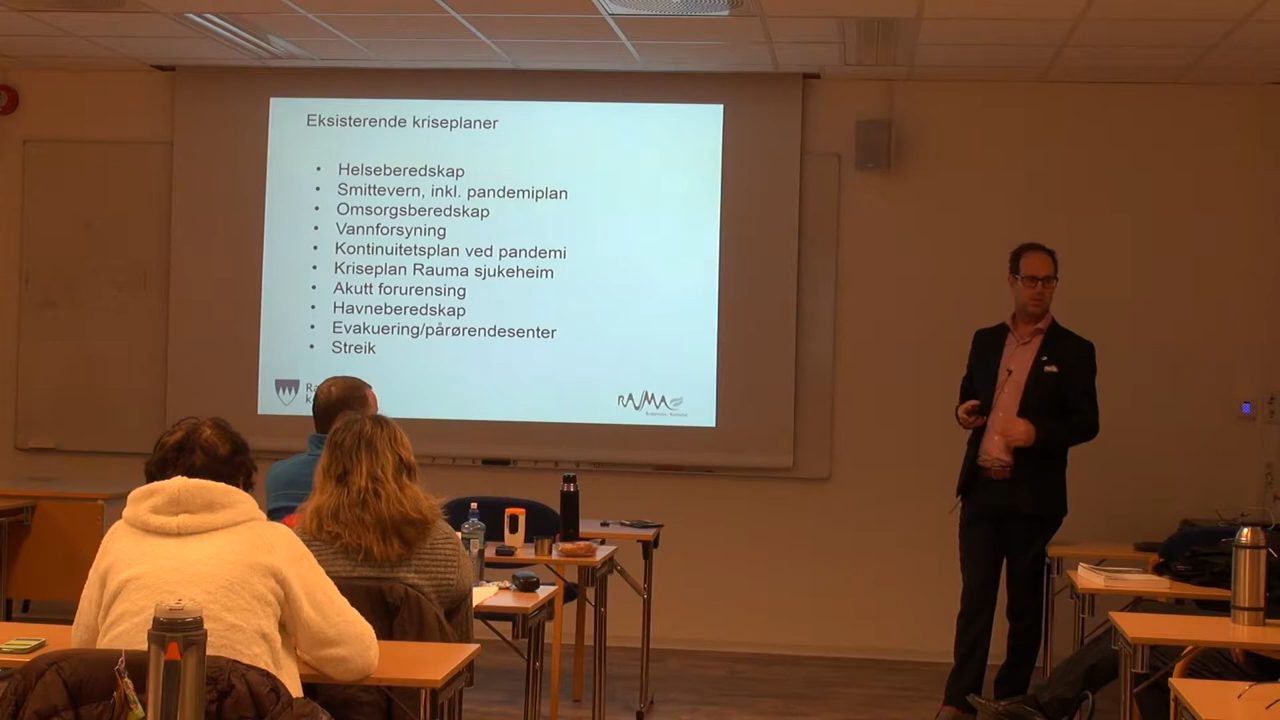 Eksisterende kriseplaner
• Helseberedskap
• Smittevern, inkl. pandemiplan
• Omsorgsberedskap
• Vannforsyning
• Kontinuitetsplan ved pandemi
• Kriseplan Rauma sjukeheim
• Akutt forurensing
• Havneberedskap
• Evakuering/pårørendesenter
• Streik
RAUMA